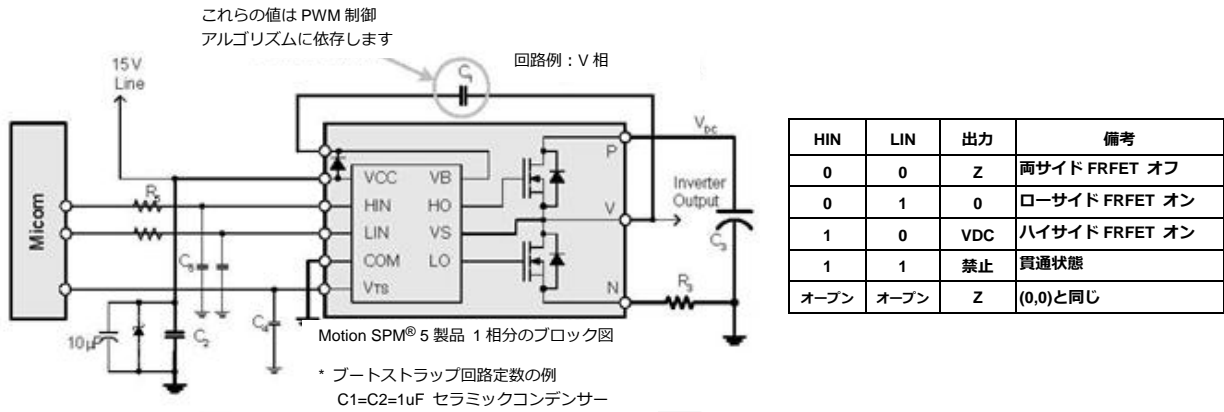 これらの値は PWM 制御
アルゴリズムに依存します
回路例：V 相
15V
Line
C1
VDC
P
VCC
VB
HIN
HO
LIN
VS
COM
LO
VTS
V
N
Inverter
Output
Micom
R5
C5
C3
R3
C4
10μF
C2
Motion SPM® 5 製品 1 相分のブロック図
* ブートストラップ回路定数の例
C1=C2=1uF セラミックコンデンサー
HIN LIN 出力 備考
0 0 Z 両サイド FRFET オフ
0 1 0 ローサイド FRFET オン
1 0 VDC ハイサイド FRFET オン
1 1 禁止 貫通状態
オープン オープン Z (0,0)と同じ